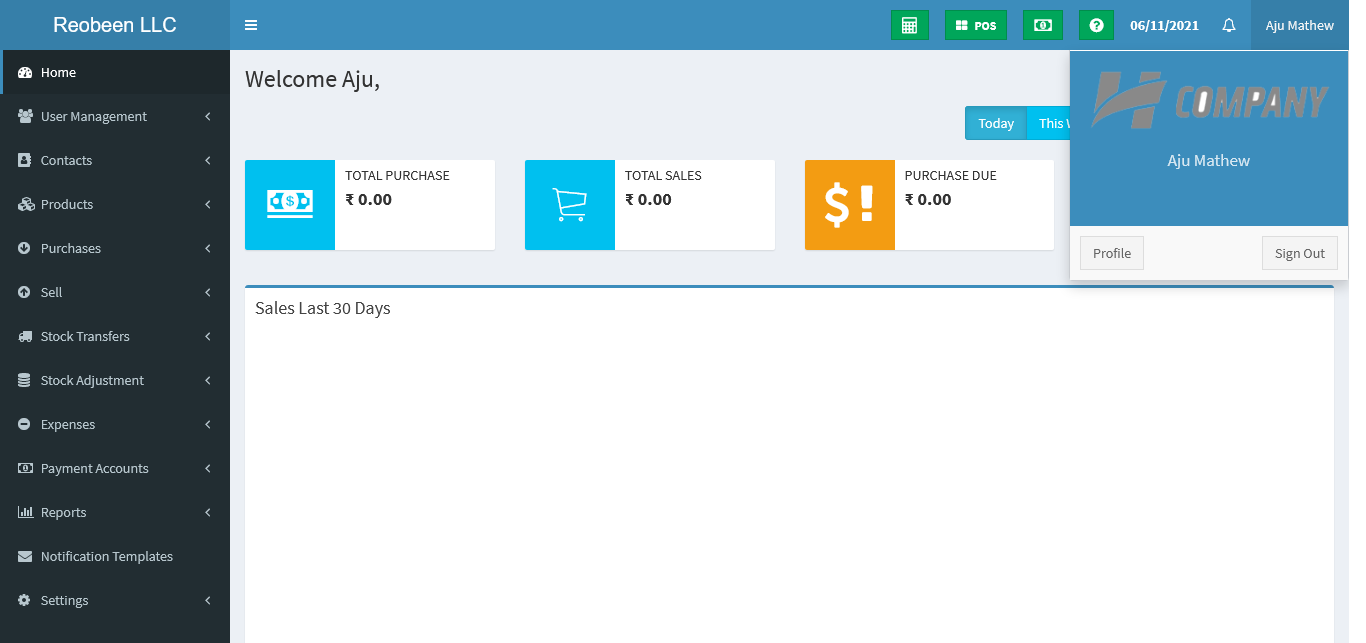 Reobeen LLC
POS
06/11/2021
Aju Mathew
Home
User Management
Contacts
Products
Purchases
Sell
Stock Transfers
Stock Adjustment
Expenses
Payment Accounts
Reports
Notification Templates
Settings
Welcome Aju,
Today
This W
TOTAL PURCHASE
₹ 0.00
TOTAL SALES
₹ 0.00
PURCHASE DUE
₹ 0.00
Sales Last 30 Days
COMPANY
Aju Mathew
Profile
Sign Out